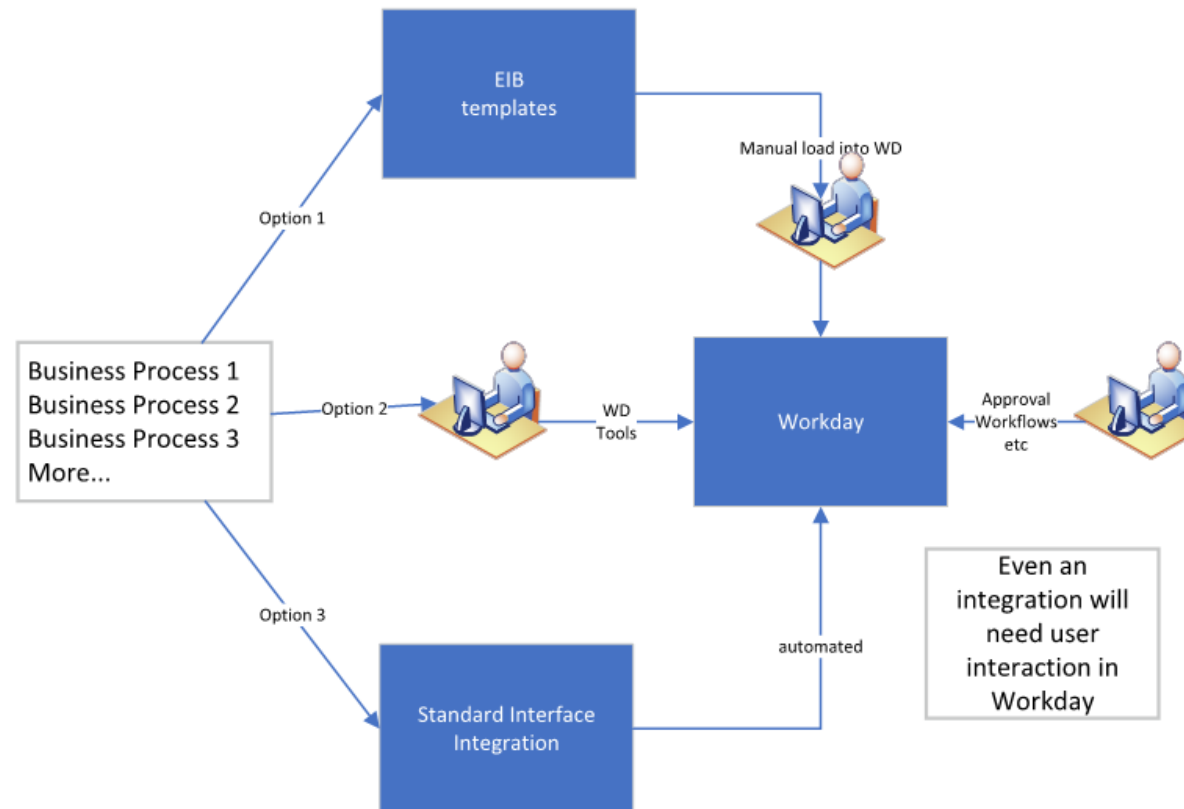 EIB
templates
Manual load into WD
Option 1
Business Process 1
Business Process 2
Business Process 3
More...
Option 2
WD
Tools
Workday
Approval
Workflows
etc
Option 3
automated
Even an
integration will
need user
interaction in
Workday
Standard Interface
Integration